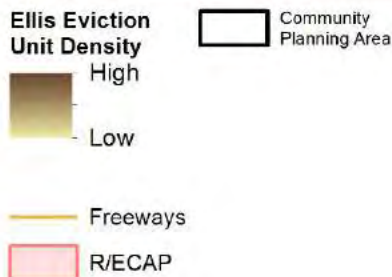 Ellis Eviction
Unit Density
High
Low
Freeways
R/ECAP
Community
Planning Area